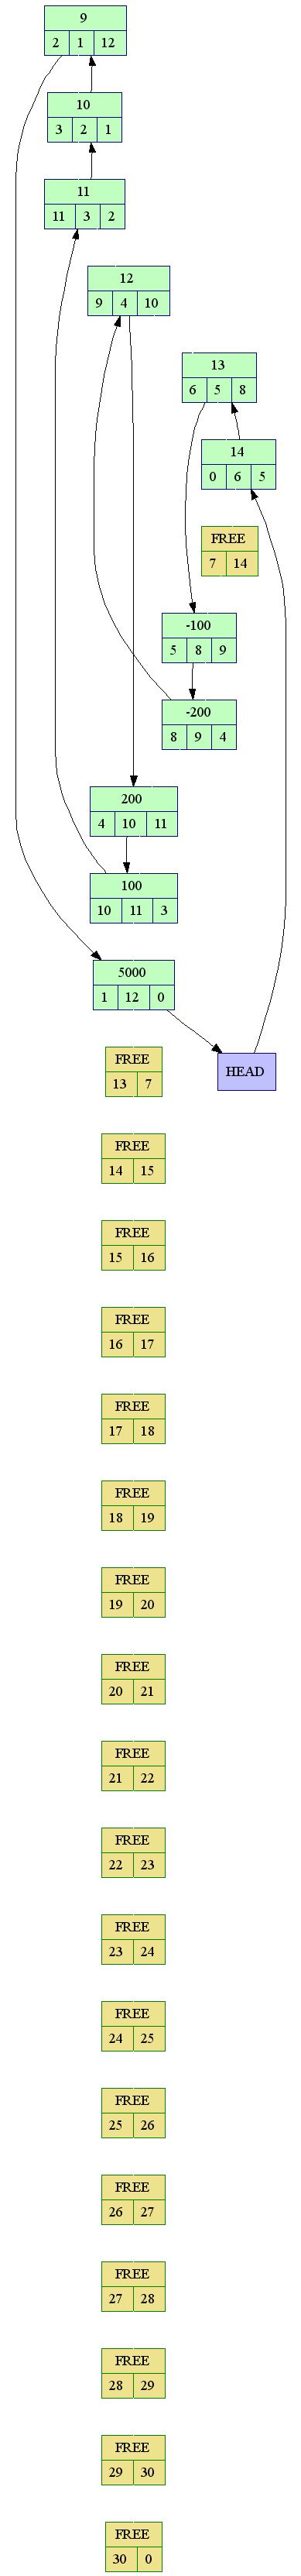 9
2 1 12
10
3 2 1
11
11 3 2
12
9 4 10
13
6 5 8
14
0 6 5
FREE
7 14
-100
5 8 9
-200
8 9 4
200
4 10 11
100
10 11 3
5000
1 12 0
HEAD
FREE
13 7
FREE
14 15
FREE
15 16
FREE
16 17
FREE
17 18
FREE
18 19
FREE
19 20
FREE
20 21
FREE
21 22
FREE
22 23
FREE
23 24
FREE
24 25
FREE
25 26
FREE
26 27
FREE
27 28
FREE
28 29
FREE
29 30
FREE
30 0